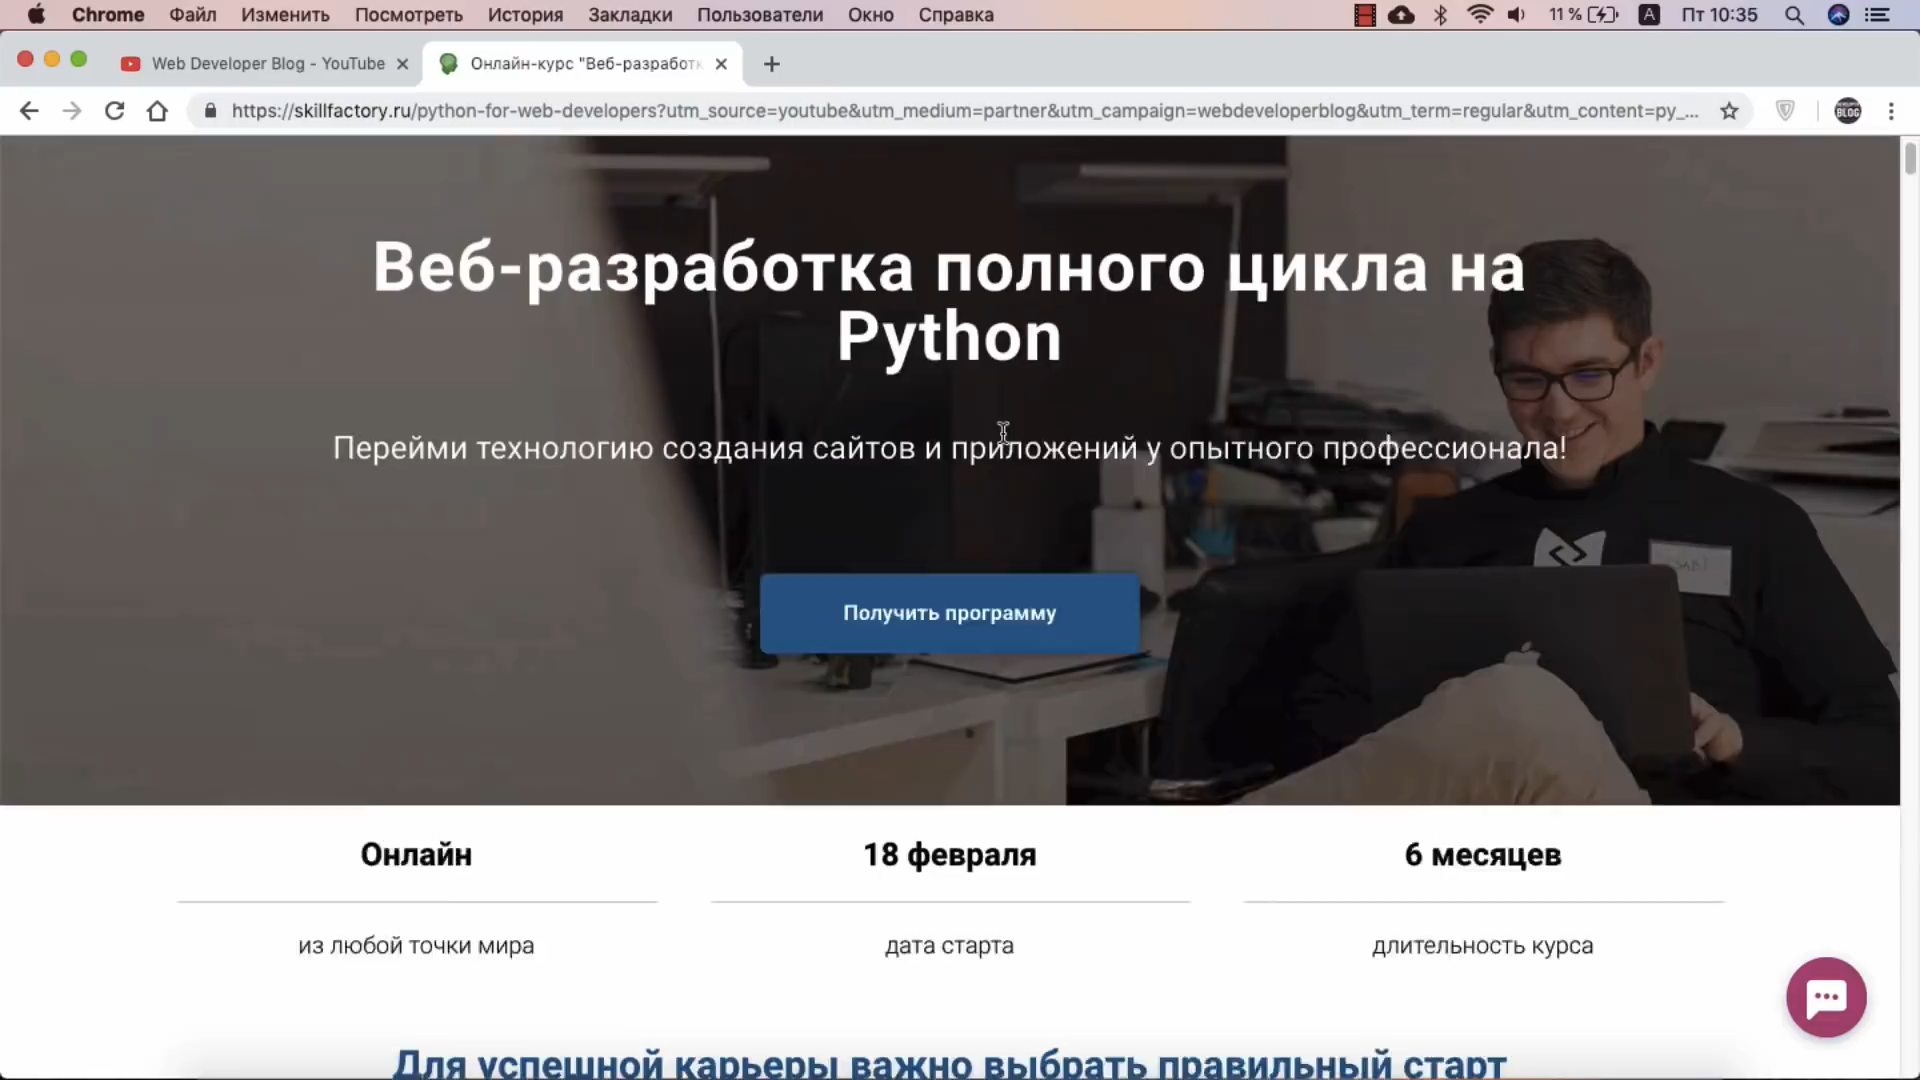 Chrome Файл Изменить Посмотреть История Закладки Пользователи Окно Справка 11 % A Пт 10:35
Web Developer Blog - YouTube Онлайн-курс "Веб-разработк
https://skillfactory.ru/python-for-web-developers?utm_source=youtube&utm_medium=partner&utm_campaign=webdeveloperblog&utm_term=regular&utm_content=py_... BLOG
Веб-разработка полного цикла на
Python
Перейми технологию создания сайтов и приложений у опытного профессионала!
Получить программу
Онлайн 18 февраля 6 месяцев
из любой точки мира дата старта длительность курса
Для успешной карьеры важно выбрать правильный старт